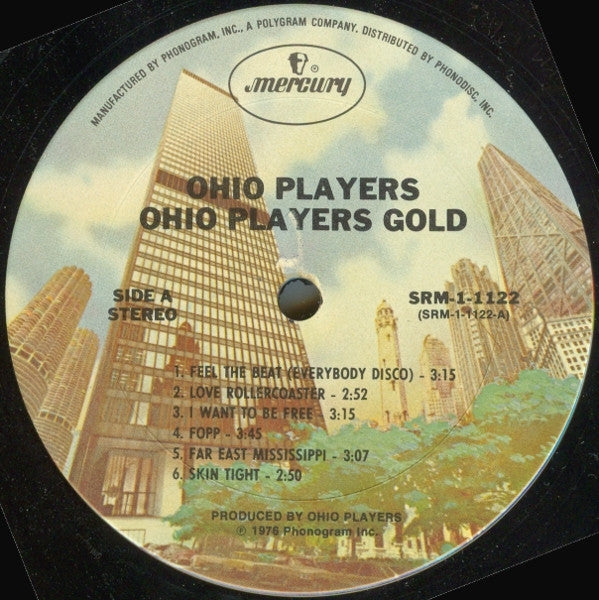 MANUFACTURED BY PHONOGRAM, INC., A POLYGRAM COMPANY. DISTRIBUTED BY PHONODISC, INC.
mercury ®
OHIO PLAYERS
OHIO PLAYERS GOLD
SIDE A
STEREO
SRM-1-1122
(SRM-1-1122-A)
1. FEEL THE BEAT (EVERYBODY DISCO) - 3:15
2. LOVE ROLLERCOASTER - 2:52
3. I WANT TO BE FREE - 3:15
4. FOPP - 3:45
5. FAR EAST MISSISSIPPI - 3:07
6. SKIN TIGHT - 2:50
PRODUCED BY OHIO PLAYERS
℗ 1976 Phonogram Inc.